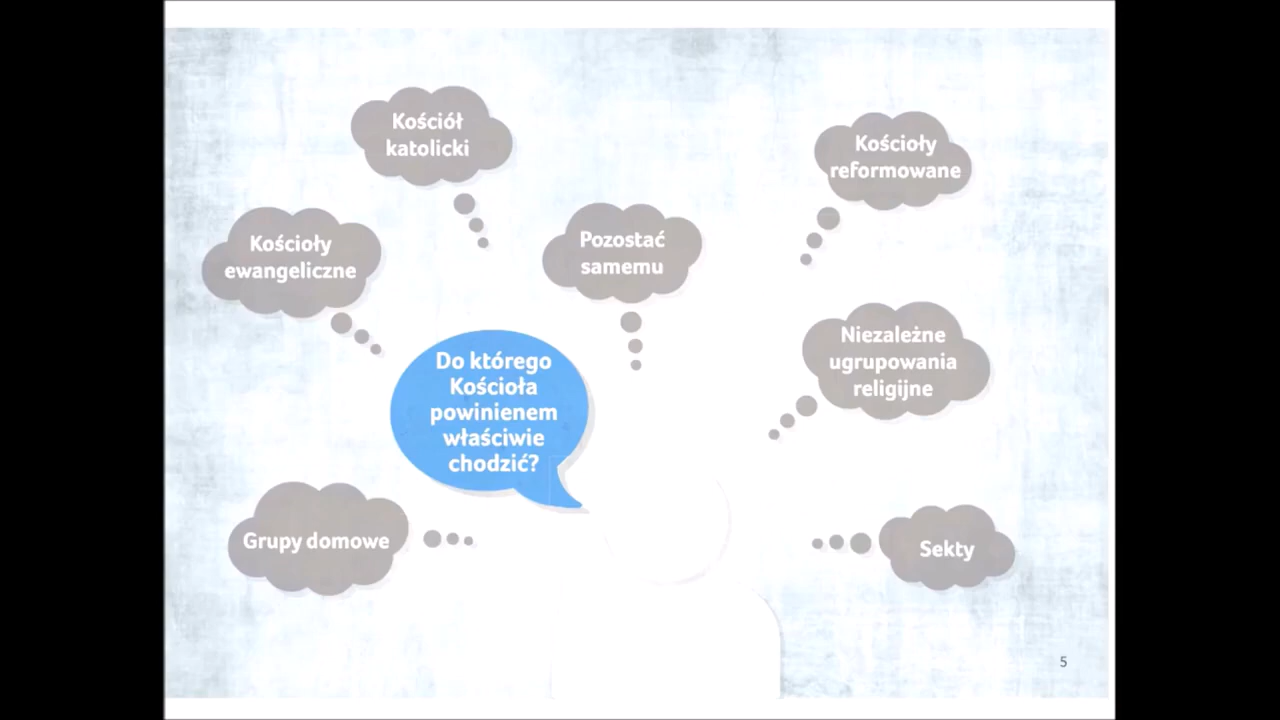 Kościół
katolicki
Kościoły
reformowane
Kościoły
ewangeliczne
Pozostać
samemu
Niezależne
ugrupowania
religijne
Do którego
Kościoła
powinienem
właściwie
chodzić?
Grupy domowe
Sekty
5